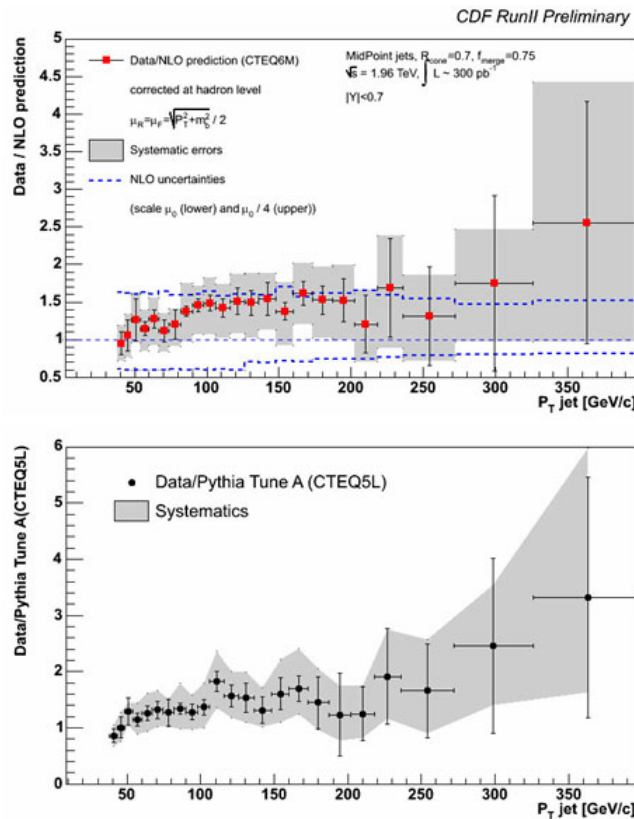 CDF RunII Preliminary
Data / NLO prediction
5
4.5
4
3.5
3
2.5
2
1.5
1
0.5
Data/NLO prediction (CTEQ6M)
corrected at hadron level
μR=μF=√P²T+m²b / 2
Systematic errors
NLO uncertainties
(scale μ0 (lower) and μ0 / 4 (upper))
MidPoint jets, Rcone=0.7, fmerge=0.75
√s = 1.96 TeV, ∫ L ~ 300 pb-1
|Y|<0.7
50 100 150 200 250 300 350
PT jet [GeV/c]
Data/Pythia Tune A(CTEQ5L)
6
5
4
3
2
1
0
Data/Pythia Tune A (CTEQ5L)
Systematics
50 100 150 200 250 300 350
PT jet [GeV/c]